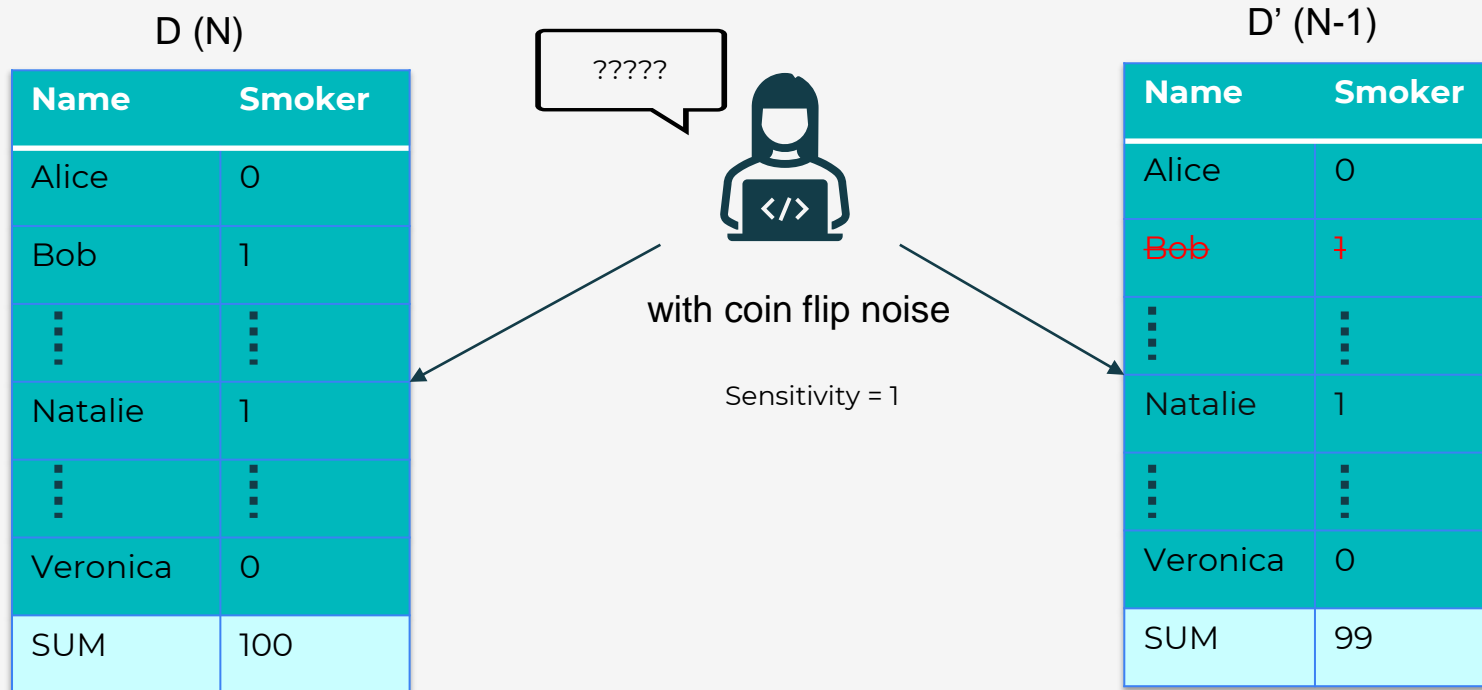 D (N)
Name Smoker
Alice 0
Bob 1
Natalie 1
Veronica 0
SUM 100
?????
</>
with coin flip noise
Sensitivity = 1
D’ (N-1)
Name Smoker
Alice 0
Bob 1
Natalie 1
Veronica 0
SUM 99